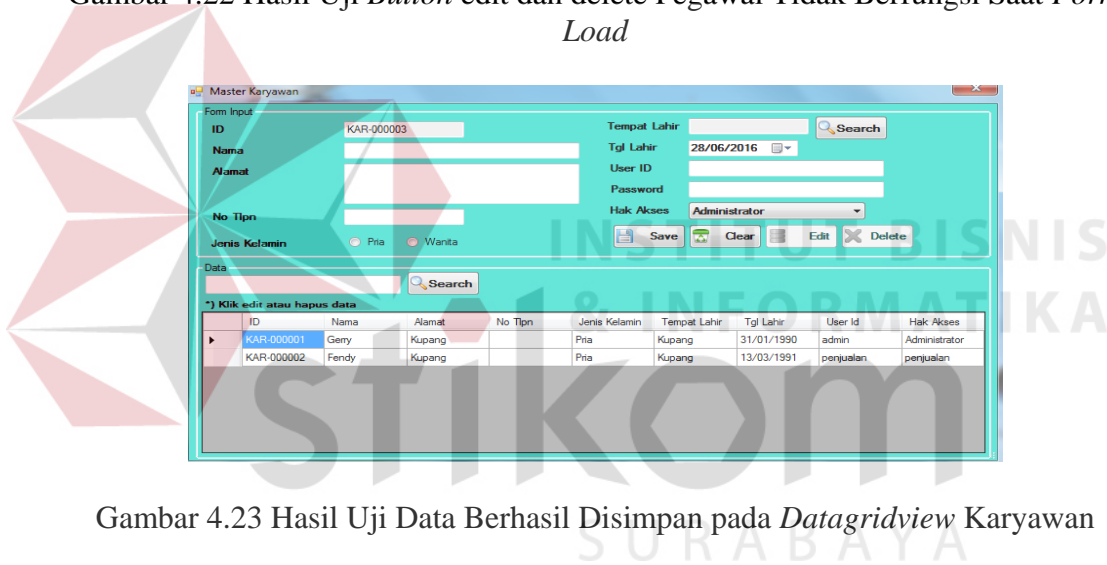 Gambar 4.22 Hasil Uji Button edit dan delete Pegawai Tidak Berfungsi Saat
Load
Master Karyawan
Form Input
ID KAR-000003 Tempat Lahir Search
Nama Tgl Lahir 28/06/2016
Alamat User ID
Password
No Tlpn Hak Akses Administrator
Jenis Kelamin Pria Wanita Save Clear Edit Delete
Data
Search
*) Klik edit atau hapus data
ID Nama Alamat No Tlpn Jenis Kelamin Tempat Lahir Tgl Lahir User Id Hak Akses
KAR-000001 Gerry Kupang Pria Kupang 31/01/1990 admin Administrator
KAR-000002 Fendy Kupang Pria Kupang 13/03/1991 penjualan penjualan
INSTITUT BISNIS
& INFORMATIKA
stikom
SURABAYA
Gambar 4.23 Hasil Uji Data Berhasil Disimpan pada Datagridview Karyawan